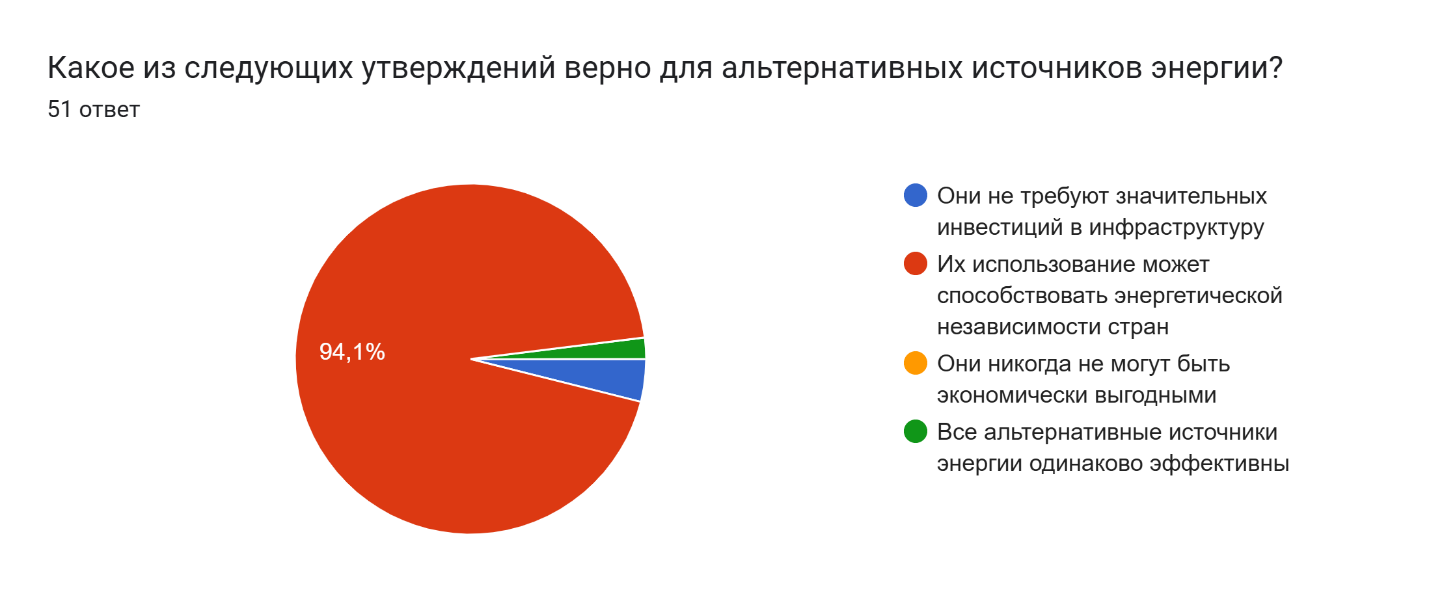 Какое из следующих утверждений верно для альтернативных источников энергии?
51 ответ
94,1%
Они не требуют значительных
инвестиций в инфраструктуру
Их использование может
способствовать энергетической
независимости стран
Они никогда не могут быть
экономически выгодными
Все альтернативные источники
энергии одинаково эффективны